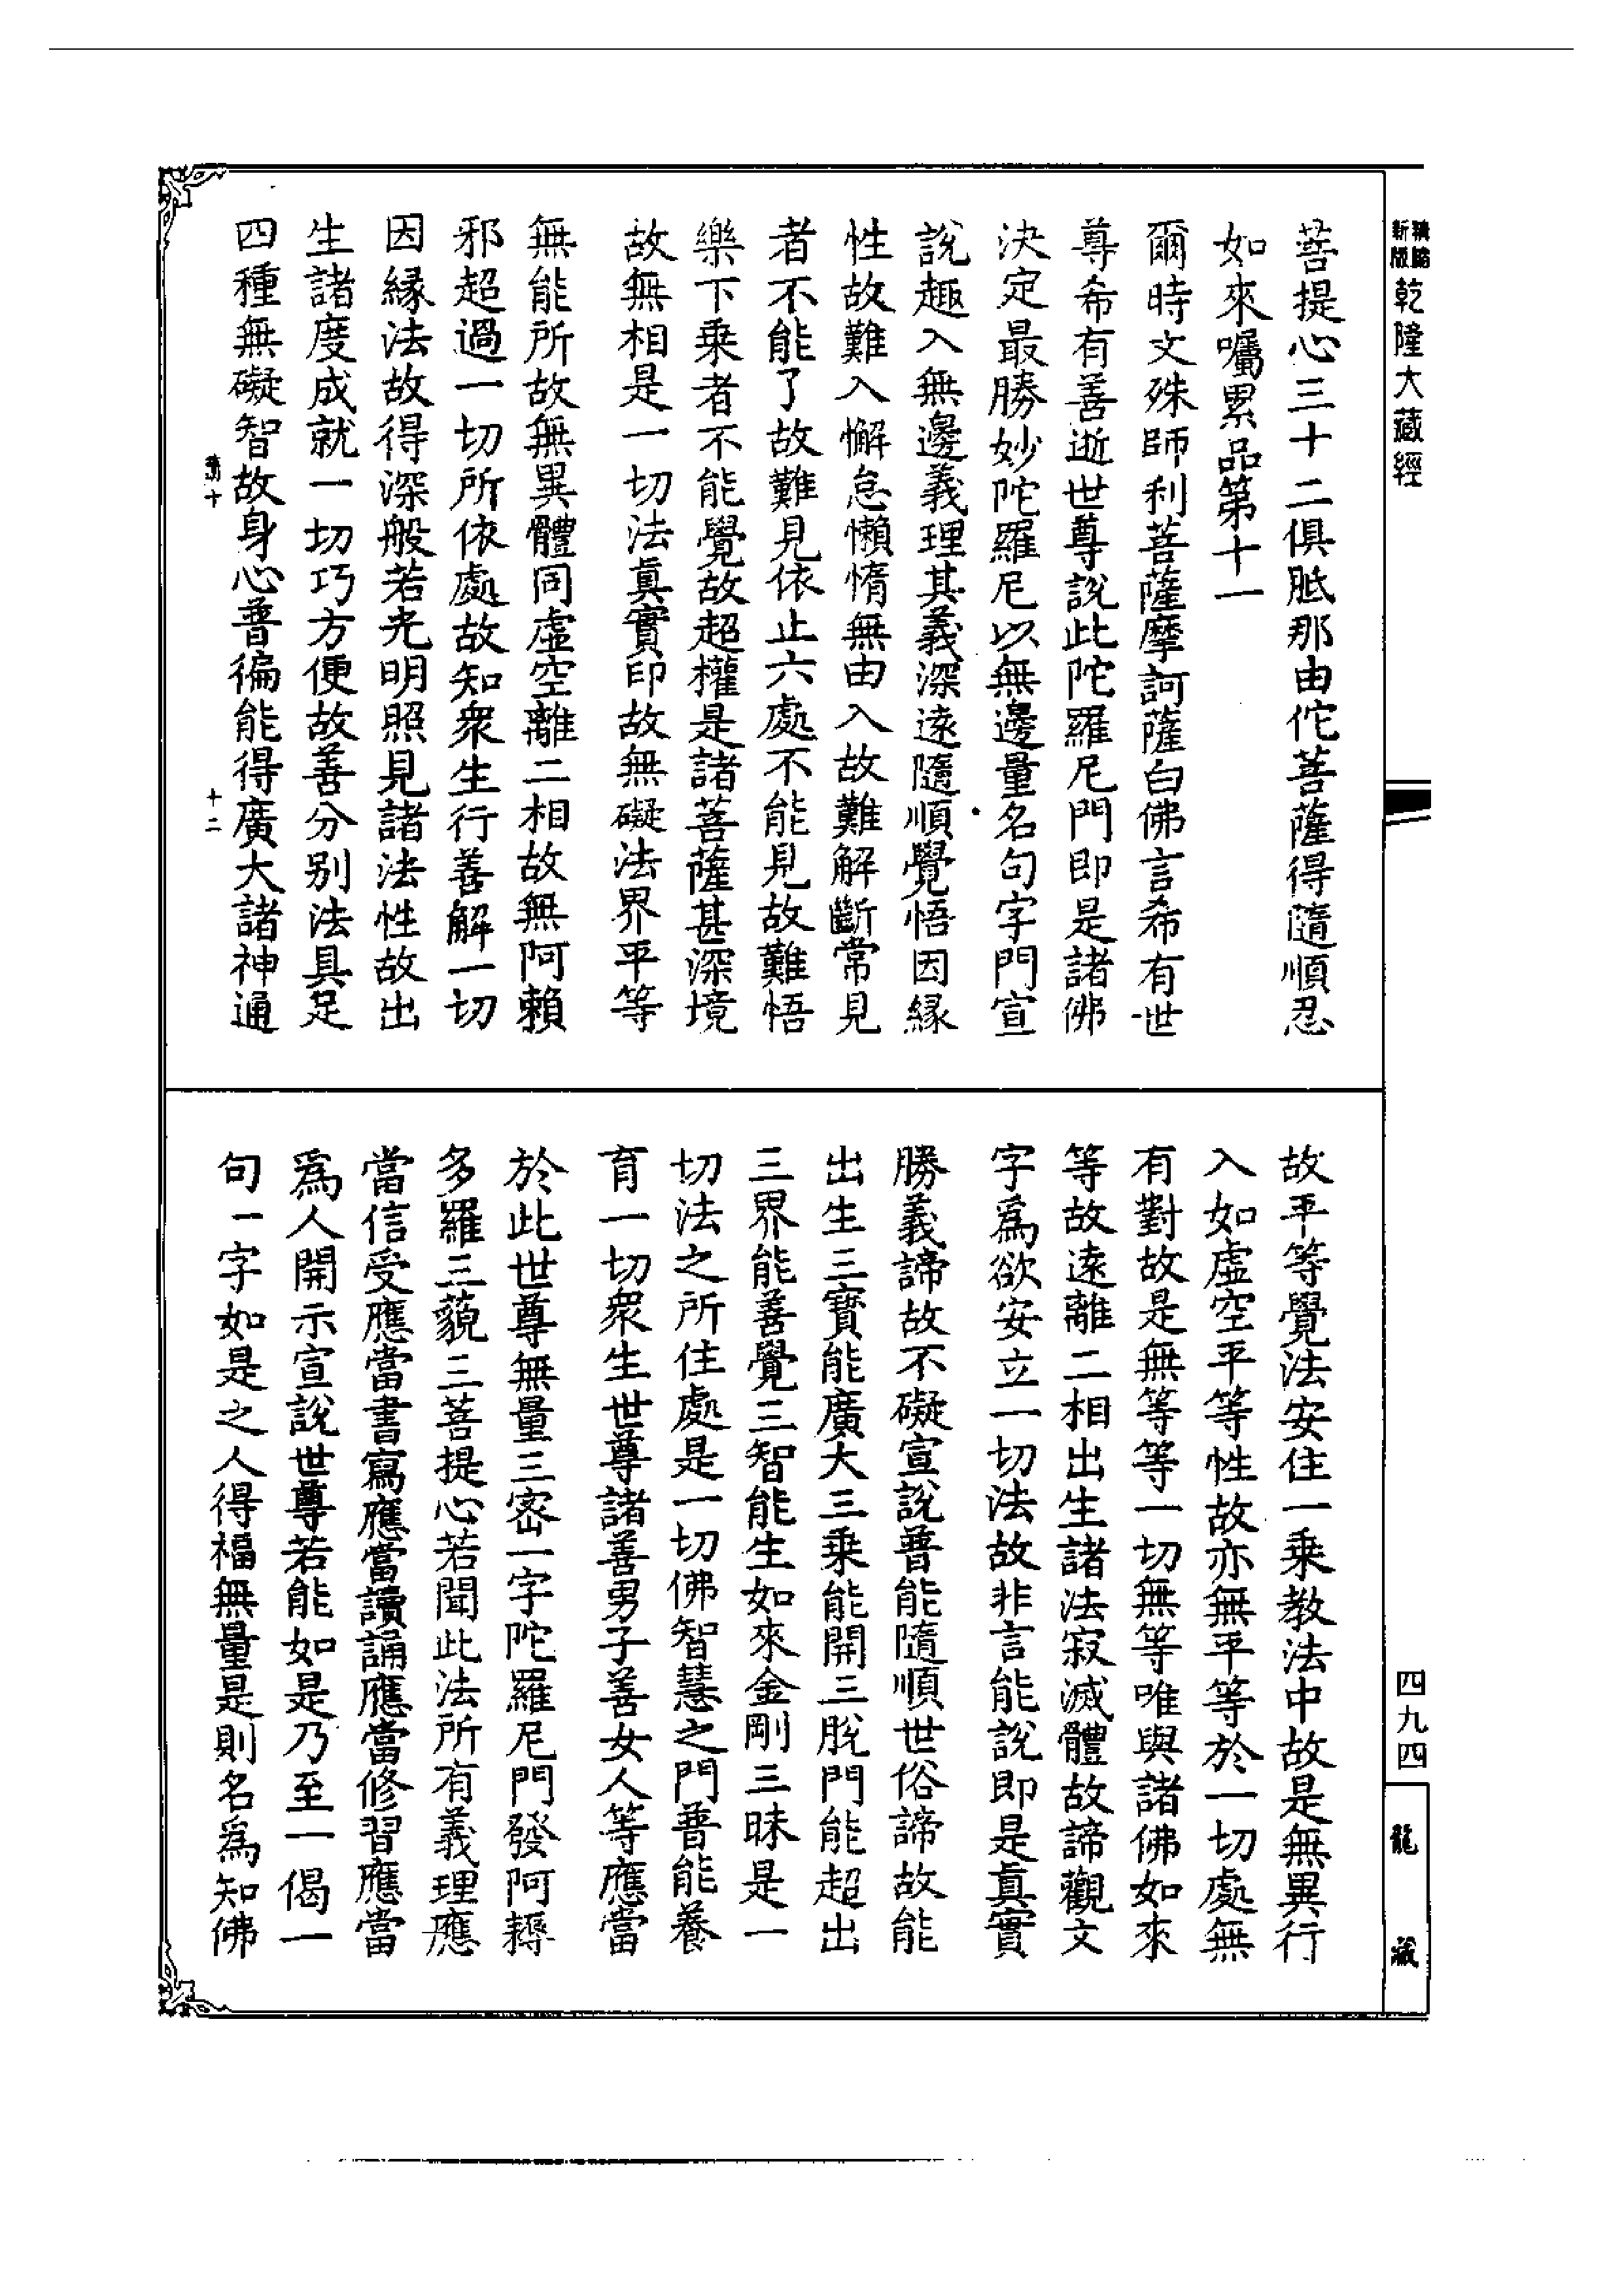 新版
乾隆大藏經
菩提心三十二俱胝那由佗菩薩得隨順忍
如來囑累品第十一
爾時文殊師利菩薩摩訶薩白佛言希有世
尊希有善逝世尊說此陀羅尼門即是諸佛
決定最勝妙陀羅尼以無邊量名句字門宣
說趣入無邊義理其義深遠隨順覺悟因緣
性故難入懈怠懶惰無由入故難解斷常見
者不能了故難見依止六處不能見故難悟
樂下乗者不能覺故超權是諸菩薩甚深境
故無相是一切法真實印故無礙法界平等
無能所故無異體同虛空離二相故無阿賴
邪超過一切所依處故知衆生行善解一切
因緣法故得深般若光明照見諸法性故出
生諸度成就一切巧方便故善分别法具足
四種無礙智故身心普徧能得廣大諸神通
十二
故平等覺法安住一乗教法中故是無異行
入如虛空平等性故亦無平等於一切處無
有對故是無等等一切無等唯與諸佛如來
等故遠離二相出生諸法寂滅體故諦觀文
字爲欲安立一切法故非言能說即是真實
勝義諦故不礙宣說普能隨順世俗諦故能
出生三寶能廣大三乗能開三脫門能超出
三界能善覺三智能生如來金剛三昧是一
切法之所住處是一切佛智慧之門普能養
育一切衆生世尊諸善男子善女人等應當
於此世尊無量三密一字陀羅尼門發阿耨
多羅三藐三菩提心若聞此法所有義理應
當信受應當書寫應當讀誦應當修習應當
爲人開示宣說世尊若能如是乃至一偈一
句一字如是之人得福無量是則名爲知佛
四九四
龍藏